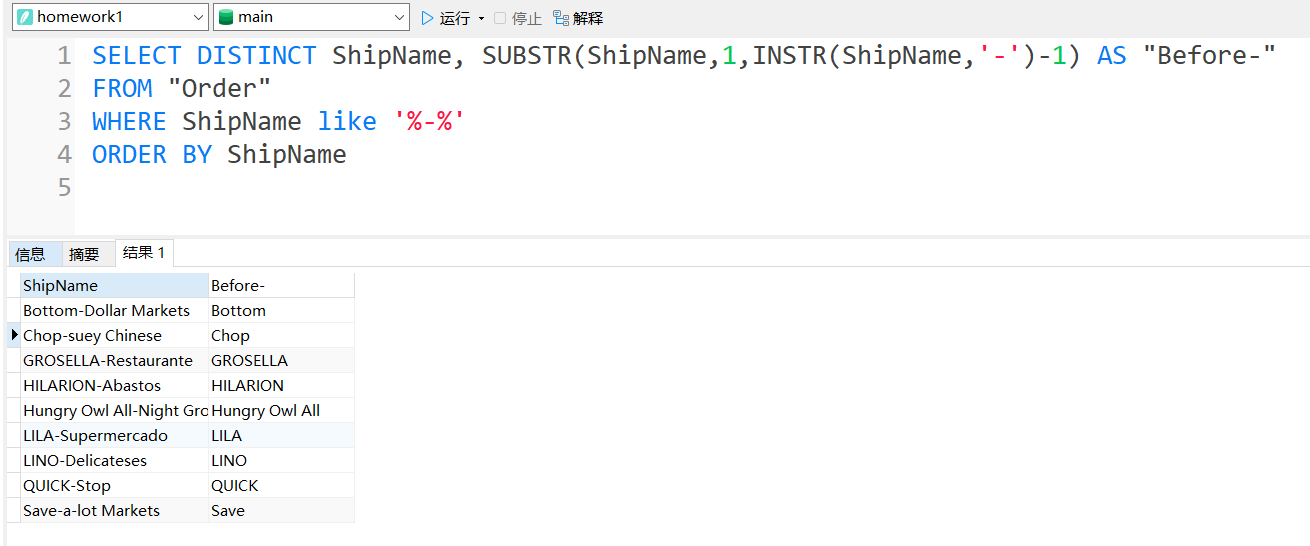 homework1 main 运行 停止 解释
1 SELECT DISTINCT ShipName, SUBSTR(ShipName,1,INSTR(ShipName,'-')-1) AS "Before-"
2 FROM "Order"
3 WHERE ShipName like '%-%'
4 ORDER BY ShipName
5
信息 摘要 结果 1
ShipName Before-
Bottom-Dollar Markets Bottom
Chop-suey Chinese Chop
GROSELLA-Restaurante GROSELLA
HILARION-Abastos HILARION
Hungry Owl All-Night Gro Hungry Owl All
LILA-Supermercado LILA
LINO-Delicateses LINO
QUICK-Stop QUICK
Save-a-lot Markets Save